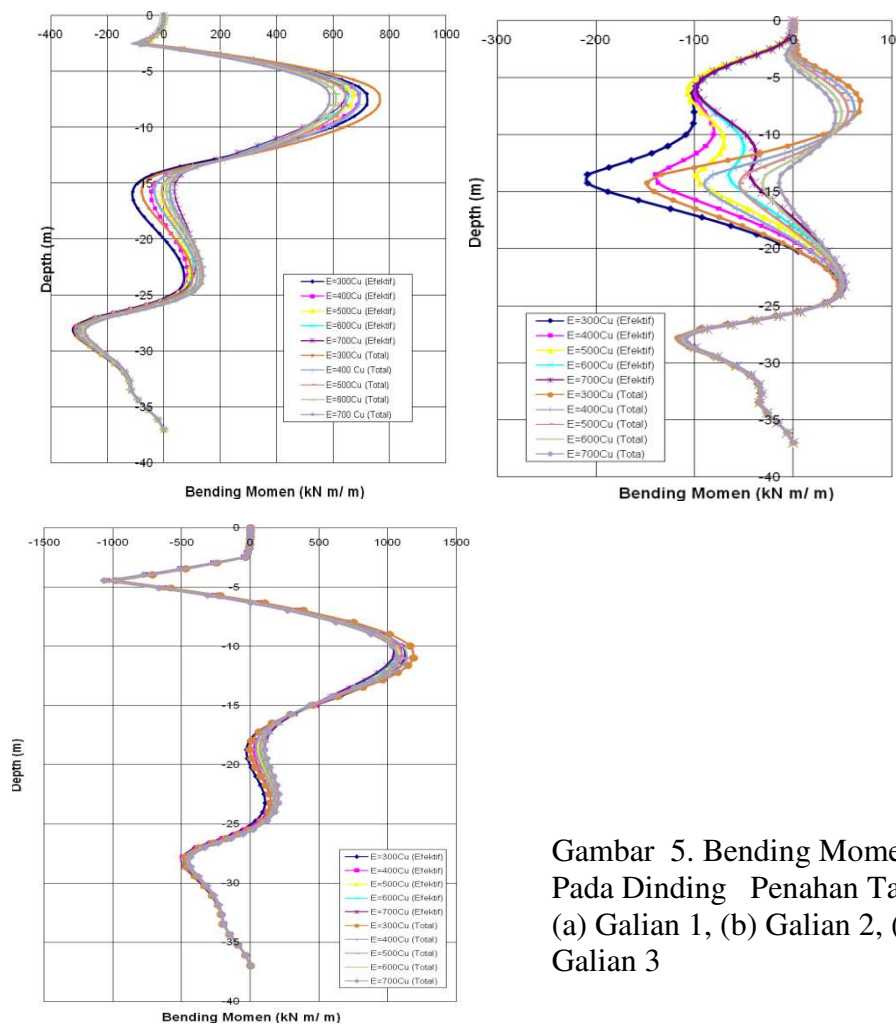 0
-400 -200 0 200 400 600 800 1000
-5
-10
-15
-20
-25
-30
-35
-40
Depth (m)
E=300Cu (Efektif)
E=400Cu (Efektif)
E=500Cu (Efektif)
E=600Cu (Efektif)
E=700Cu (Efektif)
E=300Cu (Total)
E=400 Cu (Total)
E=500Cu (Total)
E=600Cu (Total)
E=700 Cu (Total)
Bending Momen (kN m/ m)
0
-300 -200 -100 0 10
-5
-10
-15
-20
-25
-30
-35
-40
Depth (m)
E=300Cu (Efektif)
E=400Cu (Efektif)
E=500Cu (Efektif)
E=600Cu (Efektif)
E=700Cu (Efektif)
E=300Cu (Total)
E=400Cu (Total)
E=500Cu (Total)
E=600Cu (Total)
E=700Cu (Total)
Bending Momen (kN m/ m)
0
-1500 -1000 -500 0 500 1000 1500
-5
-10
-15
-20
-25
-30
-35
-40
Depth (m)
E=300Cu (Efektif)
E=400Cu (Efektif)
E=500Cu (Efektif)
E=600Cu (Efektif)
E=700Cu (Efektif)
E=300Cu (Total)
E=400Cu (Total)
E=500Cu (Total)
E=600Cu (Total)
E=700Cu (Total)
Bending Momen (kN m/ m)
Gambar 5. Bending Mome
Pada Dinding Penahan Ta
(a) Galian 1, (b) Galian 2, (
Galian 3